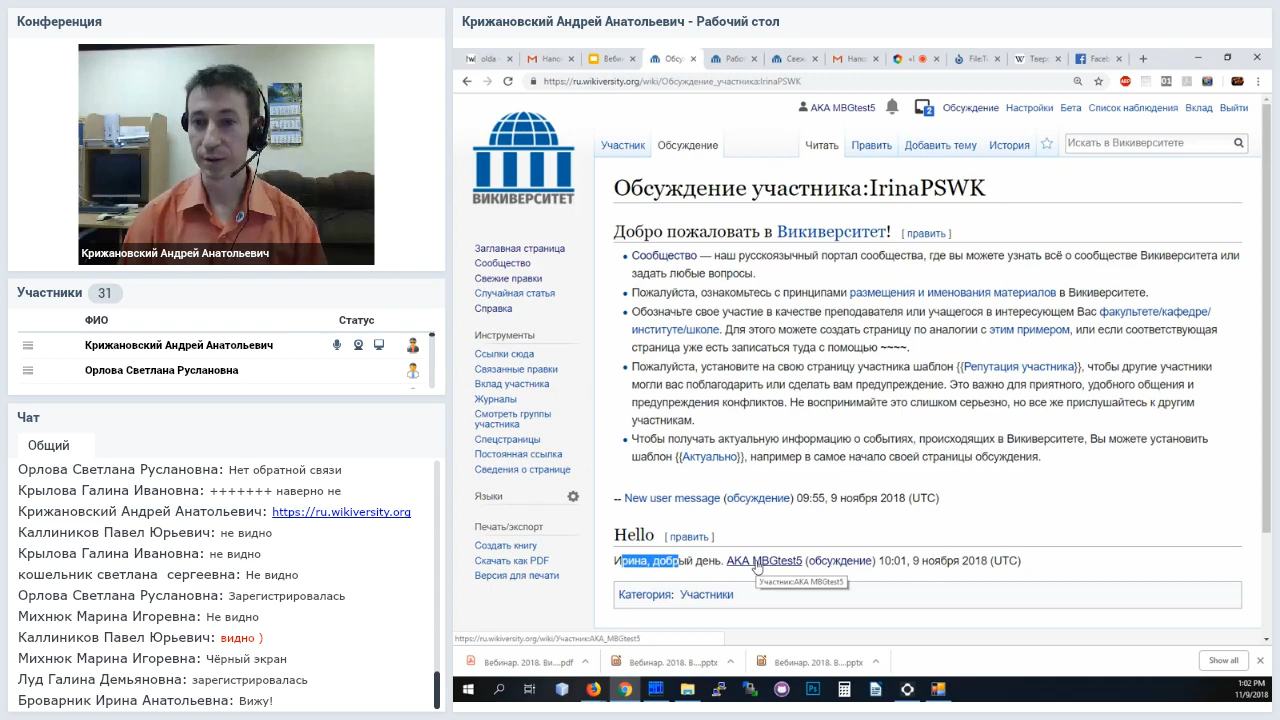 Конференция
Крижановский Андрей Анатольевич
Участники 31
ФИО Статус
Крижановский Андрей Анатольевич
Орлова Светлана Руслановна
Чат
Общий
Орлова Светлана Руслановна: Нет обратной связи
Крылова Галина Ивановна: +++++++ наверно не
Крижановский Андрей Анатольевич: https://ru.wikiversity.org
Каллиников Павел Юрьевич: не видно
Крылова Галина Ивановна: не видно
кошельник светлана сергеевна: Не видно
Орлова Светлана Руслановна: Зарегистрировалась
Михнюк Марина Игоревна: Не видно
Каллиников Павел Юрьевич: видно )
Михнюк Марина Игоревна: Чёрный экран
Луд Галина Демьяновна: зарегистрировалась
Броварник Ирина Анатольевна: Вижу!
Крижановский Андрей Анатольевич - Рабочий стол
https://ru.wikiversity.org/wiki/Обсуждение_участника:IrinaPSWK
AKA MBGtest5 2 Обсуждение Настройки Бета Список наблюдения Вклад Выйти
Участник Обсуждение Читать Править Добавить тему История Искать в Викиверситете
ВИКИВЕРСИТЕТ
Заглавная страница
Сообщество
Свежие правки
Случайная статья
Справка
Инструменты
Ссылки сюда
Связанные правки
Вклад участника
Журналы
Смотреть группы
участника
Спецстраницы
Постоянная ссылка
Сведения о странице
Языки
Печать/экспорт
Создать книгу
Скачать как PDF
Версия для печати
Обсуждение участника:IrinaPSWK
Добро пожаловать в Викиверситет! [ править ]
Сообщество — наш русскоязычный портал сообщества, где вы можете узнать всё о сообществе Викиверситета или
задать любые вопросы.
Пожалуйста, ознакомьтесь с принципами размещения и именования материалов в Викиверситете.
Обозначьте свое участие в качестве преподавателя или учащегося в интересующем Вас факультете/кафедре/
институте/школе. Для этого можете создать страницу по аналогии с этим примером, или если соответствующая
страница уже есть записаться туда с помощью ~~~~.
Пожалуйста, установите на свою страницу участника шаблон {{Репутация участника}}, чтобы другие участники
могли вас поблагодарить или сделать вам предупреждение. Это важно для приятного, удобного общения и
предупреждения конфликтов. Не воспринимайте это слишком серьезно, но все же прислушайтесь к другим
участникам.
Чтобы получать актуальную информацию о событиях, происходящих в Викиверситете, Вы можете установить
шаблон {{Актуально}}, например в самое начало своей страницы обсуждения.
-- New user message (обсуждение) 09:55, 9 ноября 2018 (UTC)
Hello [ править ]
Ирина, добрый день. AKA MBGtest5 (обсуждение) 10:01, 9 ноября 2018 (UTC)
Участник:AKA MBGtest5
Категория: Участники
https://ru.wikiversity.org/wiki/Участник:AKA_MBGtest5
Вебинар. 2018. Ви....pdf Вебинар. 2018. В....pptx Вебинар. 2018. В....pptx Show all
1:02 PM
11/9/2018